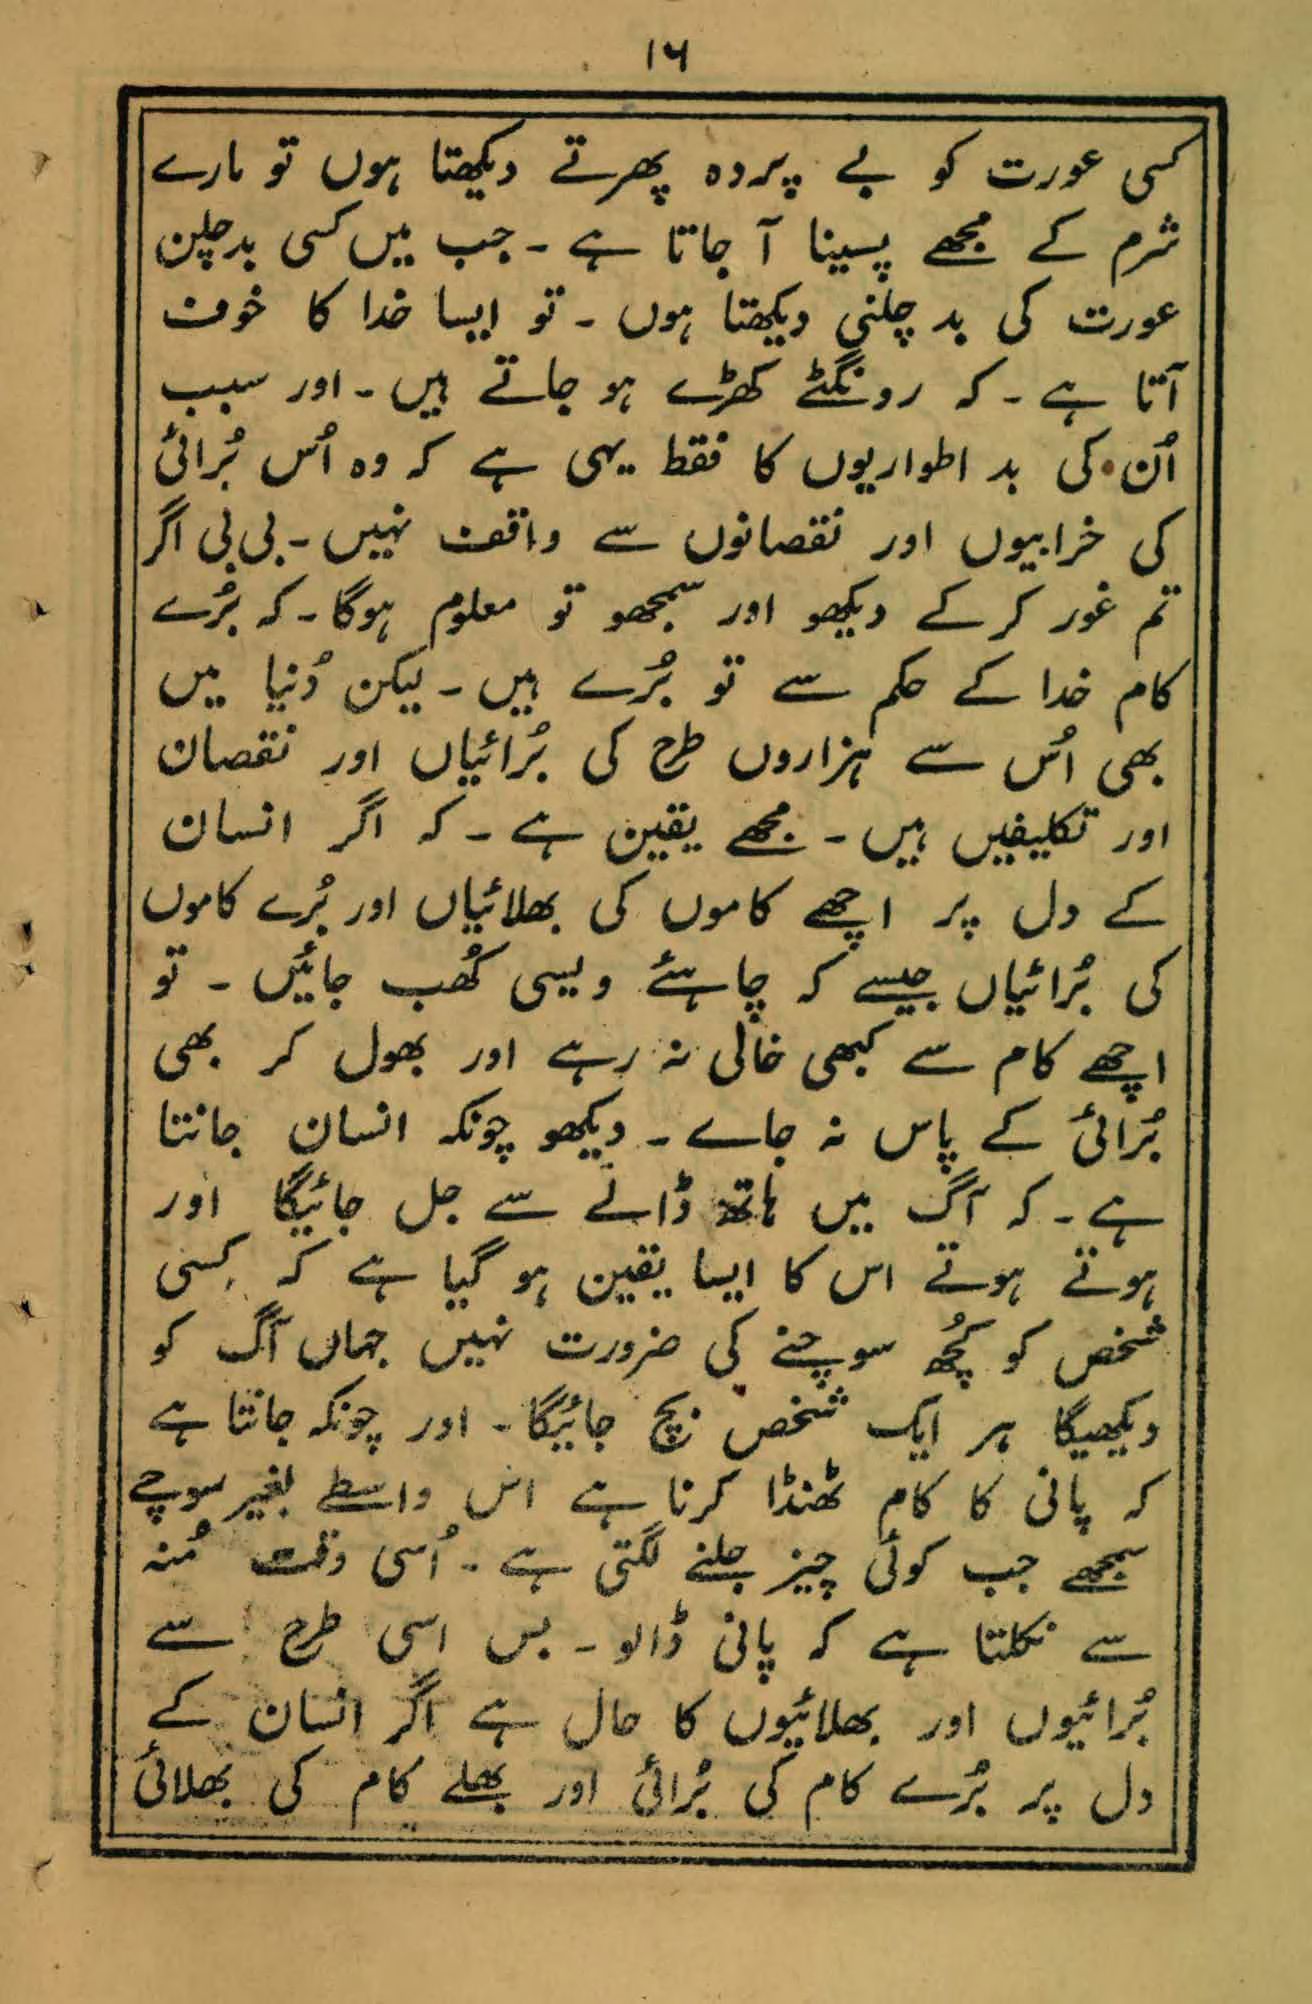 ۱۶
کسی عورت کو بے پردہ پھرتے دیکھتا ہوں تو مارے
شرم کے مجھے پسینا آ جاتا ہے ۔ جب میں کسی بدچلن
عورت کی بد چلنی دیکھتا ہوں ۔ تو ایسا خدا کا خوف
آتا ہے ۔ کہ رونگٹے کھڑے ہو جاتے ہیں ۔ اور سبب
اُن کی بد اطواریوں کا فقط یہی ہے کہ وہ اُس بُرائی
کی خرابیوں اور نقصانوں سے واقف نہیں ۔ بی بی اگر
تم غور کر کے دیکھو اور سمجھو تو معلوم ہوگا ۔ کہ بُرے
کام خدا کے حکم سے تو بُرے ہیں ۔ لیکن دُنیا میں
بھی اُس سے ہزاروں طرح کی بُرائیاں اور نقصان
اور تکلیفیں ہیں ۔ مجھے یقین ہے ۔ کہ اگر انسان
کے دل پر اچھے کاموں کی بھلائیاں اور بُرے کاموں
کی بُرائیاں جیسے کہ چاہئے ویسی کُھب جائیں ۔ تو
اچھے کام سے کبھی خالی نہ رہے اور بھول کر بھی
بُرائی کے پاس نہ جاے ۔ دیکھو چونکہ انسان جانتا
ہے ۔ کہ آگ میں ہاتھ ڈالنے سے جل جائیگا اور
ہوتے ہوتے اس کا ایسا یقین ہو گیا ہے کہ کسی
شخص کو کُچھ سوچنے کی ضرورت نہیں جہاں آگ کو
دیکھیگا ہر ایک شخص بچ جائیگا ۔ اور چونکہ جانتا ہے
کہ پانی کا کام ٹھنڈا کرنا ہے اس واسطے بغیر سوچے
سمجھے جب کوئی چیز جلنے لگتی ہے ۔ اُسی وقت مُنہ
سے نکلتا ہے کہ پانی ڈالو ۔ بس اسی طرح سے
بُرائیوں اور بھلائیوں کا حال ہے اگر انسان کے
دل پر بُرے کام کی بُرائی اور بھلے کام کی بھلائی